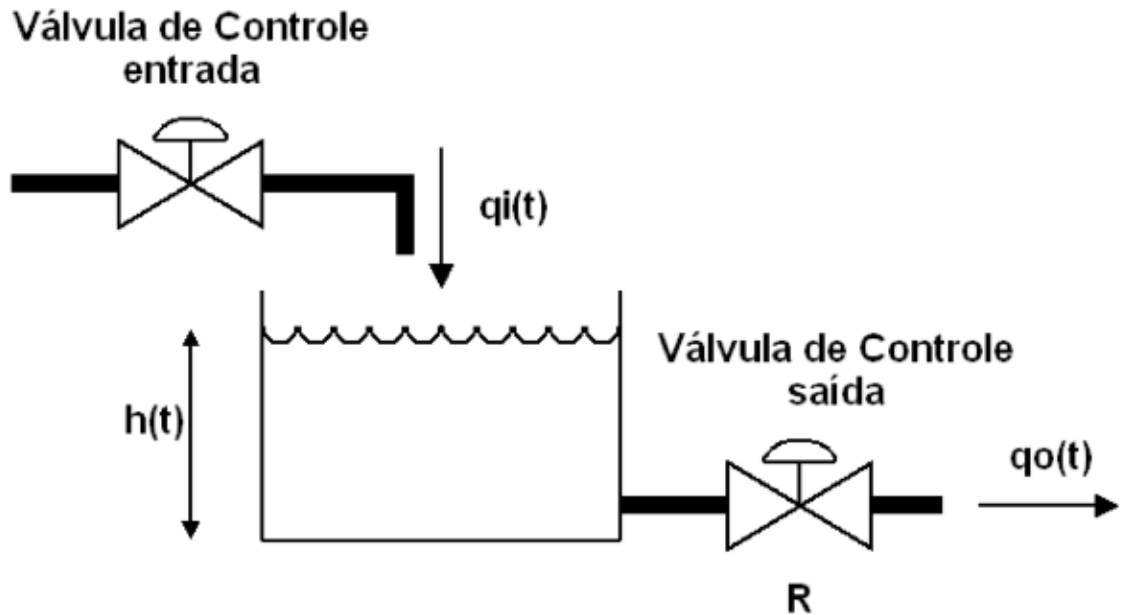 Válvula de Controle
entrada
qi(t)
Válvula de Controle
saída
h(t)
qo(t)
R